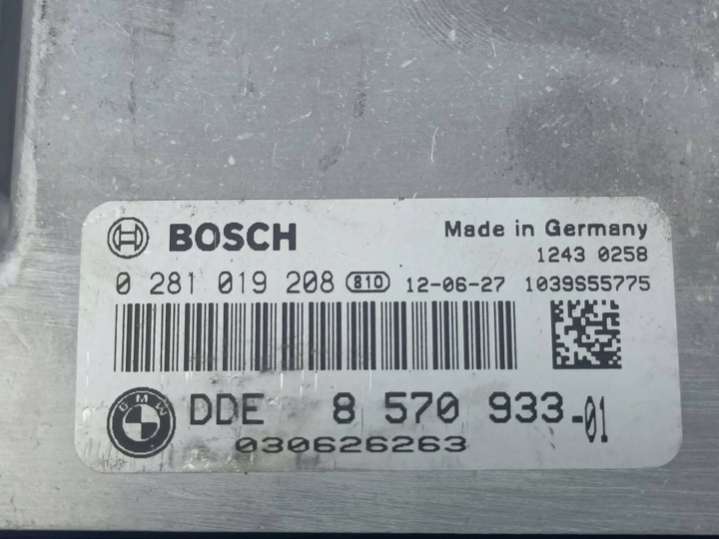 BOSCH
Made in Germany
1243 0258
0 281 019 208 810 12-06-27 1039S55775
BMW
DDE 8 570 933-01
030626263